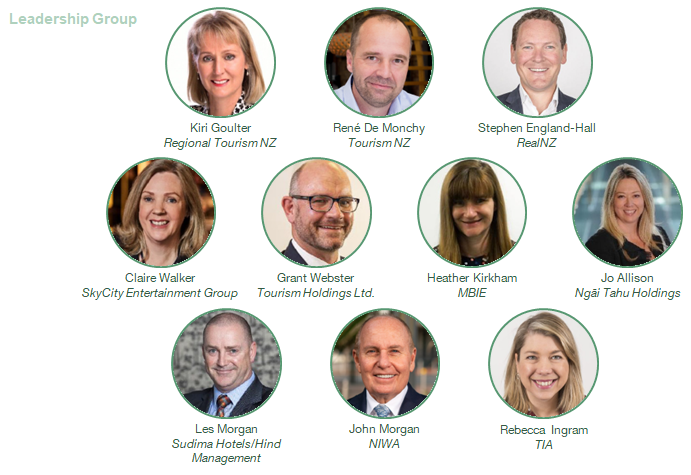 Leadership Group
Kiri Goulter
Regional Tourism NZ
René De Monchy
Tourism NZ
Stephen England-Hall
RealNZ
Claire Walker
SkyCity Entertainment Group
Grant Webster
Tourism Holdings Ltd.
Heather Kirkham
MBIE
Jo Allison
Ngāi Tahu Holdings
Les Morgan
Sudima Hotels/Hind
Management
John Morgan
NIWA
Rebecca Ingram
TIA